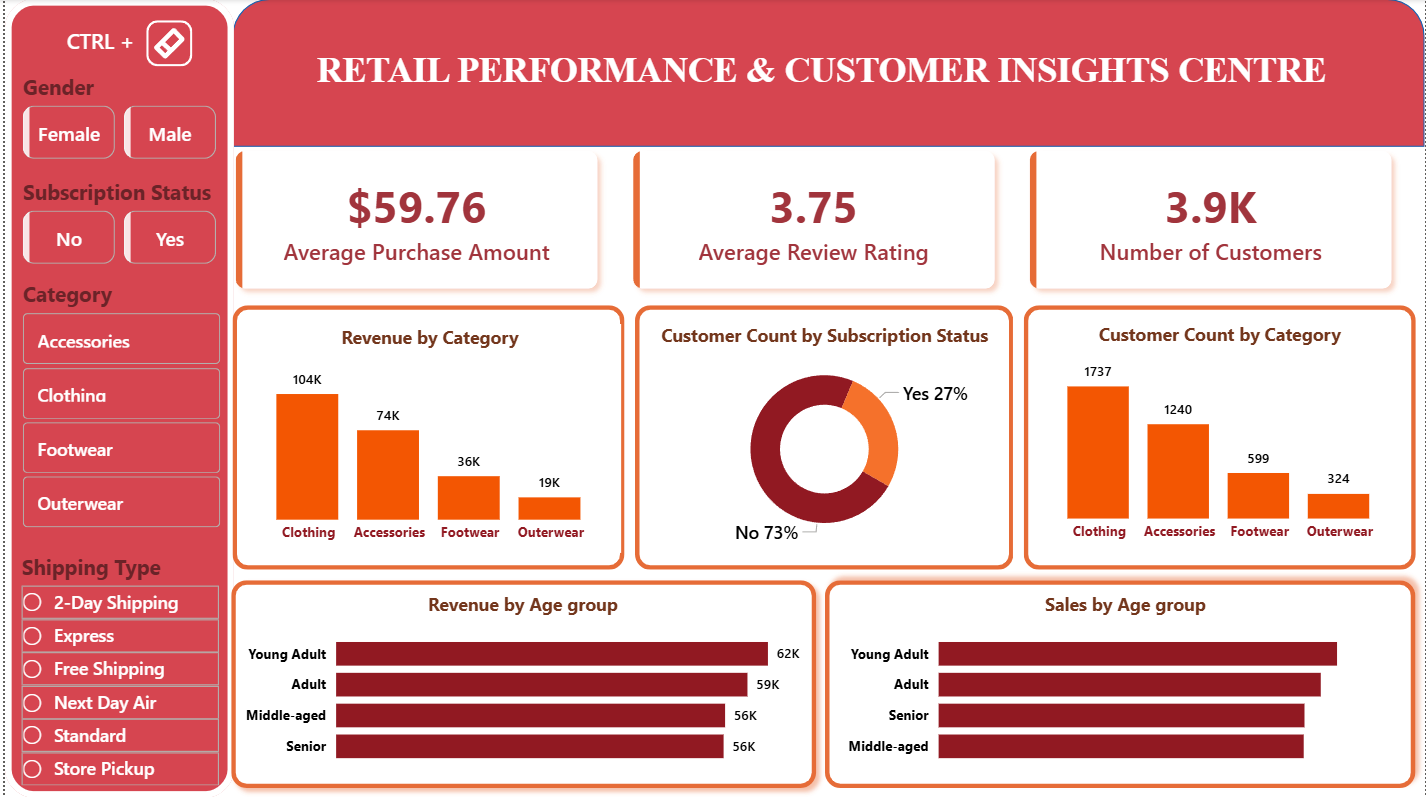 CTRL +
Gender
Female
Male
Subscription Status
No
Yes
Category
Accessories
Clothing
Footwear
Outerwear
Shipping Type
2-Day Shipping
Express
Free Shipping
Next Day Air
Standard
Store Pickup
RETAIL PERFORMANCE & CUSTOMER INSIGHTS CENTRE
$59.76
Average Purchase Amount
3.75
Average Review Rating
3.9K
Number of Customers
Revenue by Category
104K
74K
36K
19K
Clothing Accessories Footwear Outerwear
Customer Count by Subscription Status
Yes 27%
No 73%
Customer Count by Category
1737
1240
599
324
Clothing Accessories Footwear Outerwear
Revenue by Age group
Young Adult 62K
Adult 59K
Middle-aged 56K
Senior 56K
Sales by Age group
Young Adult
Adult
Senior
Middle-aged